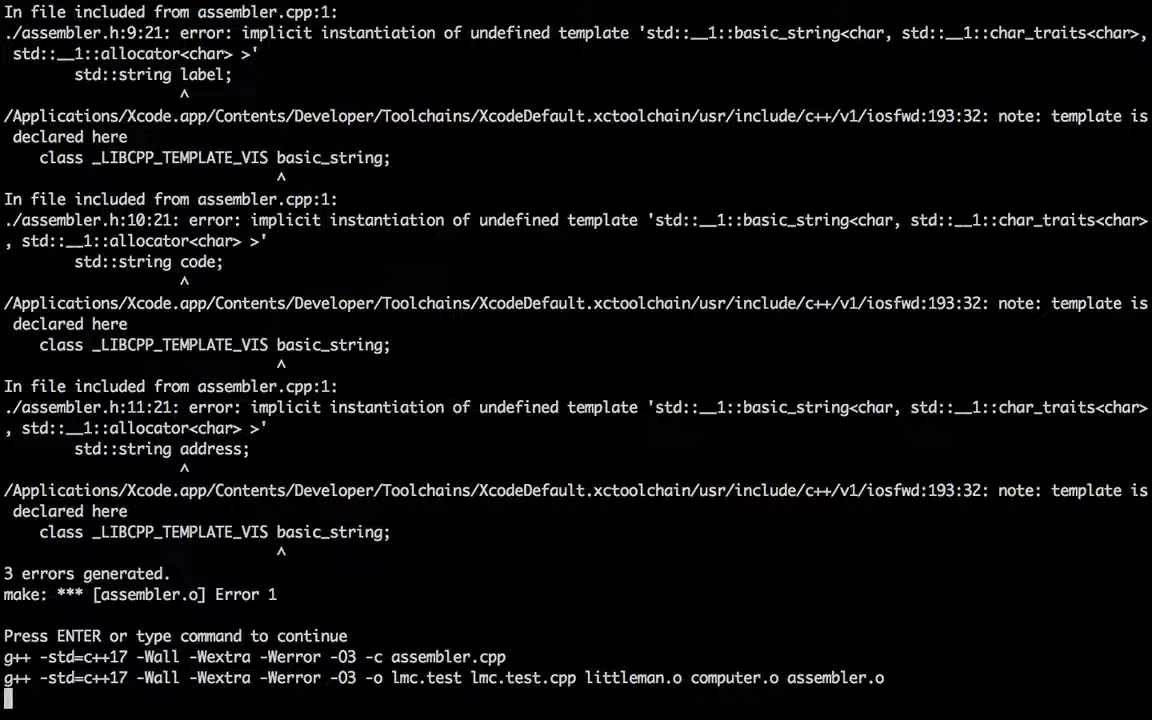 In file included from assembler.cpp:1:
./assembler.h:9:21: error: implicit instantiation of undefined template 'std::__1::basic_string<char, std::__1::char_traits<char>,
 std::__1::allocator<char> >'
        std::string label;
                    ^
/Applications/Xcode.app/Contents/Developer/Toolchains/XcodeDefault.xctoolchain/usr/include/c++/v1/iosfwd:193:32: note: template is
 declared here
    class _LIBCPP_TEMPLATE_VIS basic_string;
                               ^
In file included from assembler.cpp:1:
./assembler.h:10:21: error: implicit instantiation of undefined template 'std::__1::basic_string<char, std::__1::char_traits<char>
, std::__1::allocator<char> >'
        std::string code;
                    ^
/Applications/Xcode.app/Contents/Developer/Toolchains/XcodeDefault.xctoolchain/usr/include/c++/v1/iosfwd:193:32: note: template is
 declared here
    class _LIBCPP_TEMPLATE_VIS basic_string;
                               ^
In file included from assembler.cpp:1:
./assembler.h:11:21: error: implicit instantiation of undefined template 'std::__1::basic_string<char, std::__1::char_traits<char>
, std::__1::allocator<char> >'
        std::string address;
                    ^
/Applications/Xcode.app/Contents/Developer/Toolchains/XcodeDefault.xctoolchain/usr/include/c++/v1/iosfwd:193:32: note: template is
 declared here
    class _LIBCPP_TEMPLATE_VIS basic_string;
                               ^
3 errors generated.
make: *** [assembler.o] Error 1

Press ENTER or type command to continue
g++ -std=c++17 -Wall -Wextra -Werror -O3 -c assembler.cpp
g++ -std=c++17 -Wall -Wextra -Werror -O3 -o lmc.test lmc.test.cpp littleman.o computer.o assembler.o